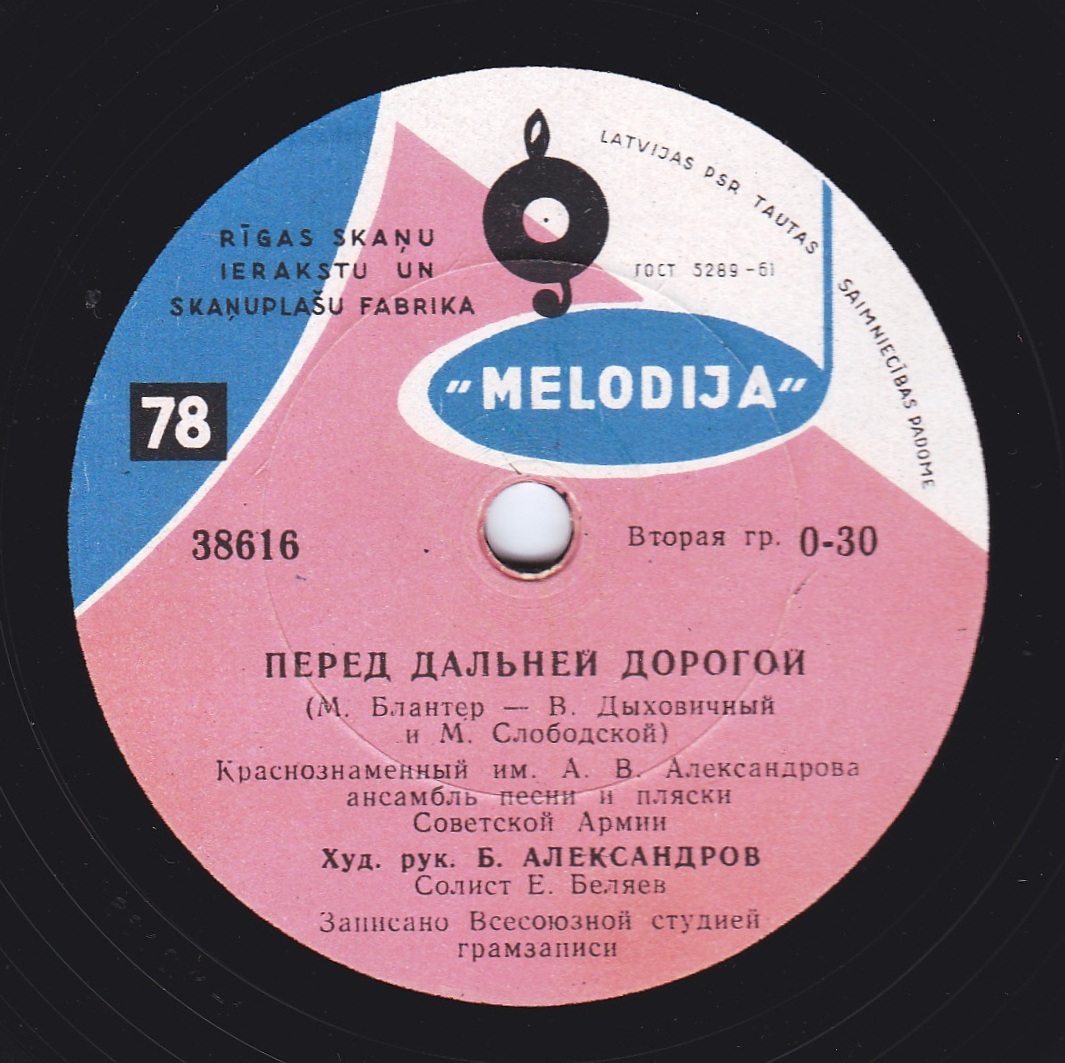 LATVIJAS PSR TAUTAS SAIMNIECĪBAS PADOME
RĪGAS SKAŅU
IERAKSTU UN
SKAŅUPLAŠU FABRIKA
ГОСТ 5289-61
"MELODIJA"
78
38616
Вторая гр. 0-30
ПЕРЕД ДАЛЬНЕЙ ДОРОГОЙ
(М. Блантер — В. Дыховичный
и М. Слободской)
Краснознаменный им. А. В. Александрова
ансамбль песни и пляски
Советской Армии
Худ. рук. Б. АЛЕКСАНДРОВ
Солист Е. Беляев
Записано Всесоюзной студией
грамзаписи